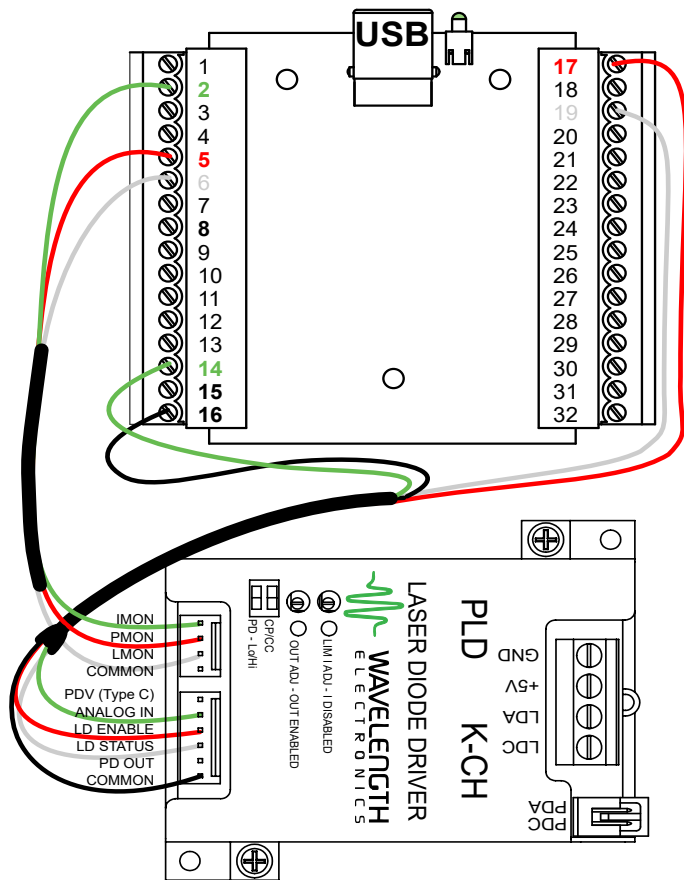 USB
1
2
3
4
5
6
7
8
9
10
11
12
13
14
15
16
17
18
19
20
21
22
23
24
25
26
27
28
29
30
31
32
IMON
PMON
LMON
COMMON
PDV (Type C)
ANALOG IN
LD ENABLE
LD STATUS
PD OUT
COMMON
CP/CC
PD - Lo/Hi
LIM I ADJ - I DISABLED
OUT ADJ - OUT ENABLED
WAVELENGTH
ELECTRONICS
LASER DIODE DRIVER
PLD K-CH
GND
+5V
LDA
LDC
PDC
PDA